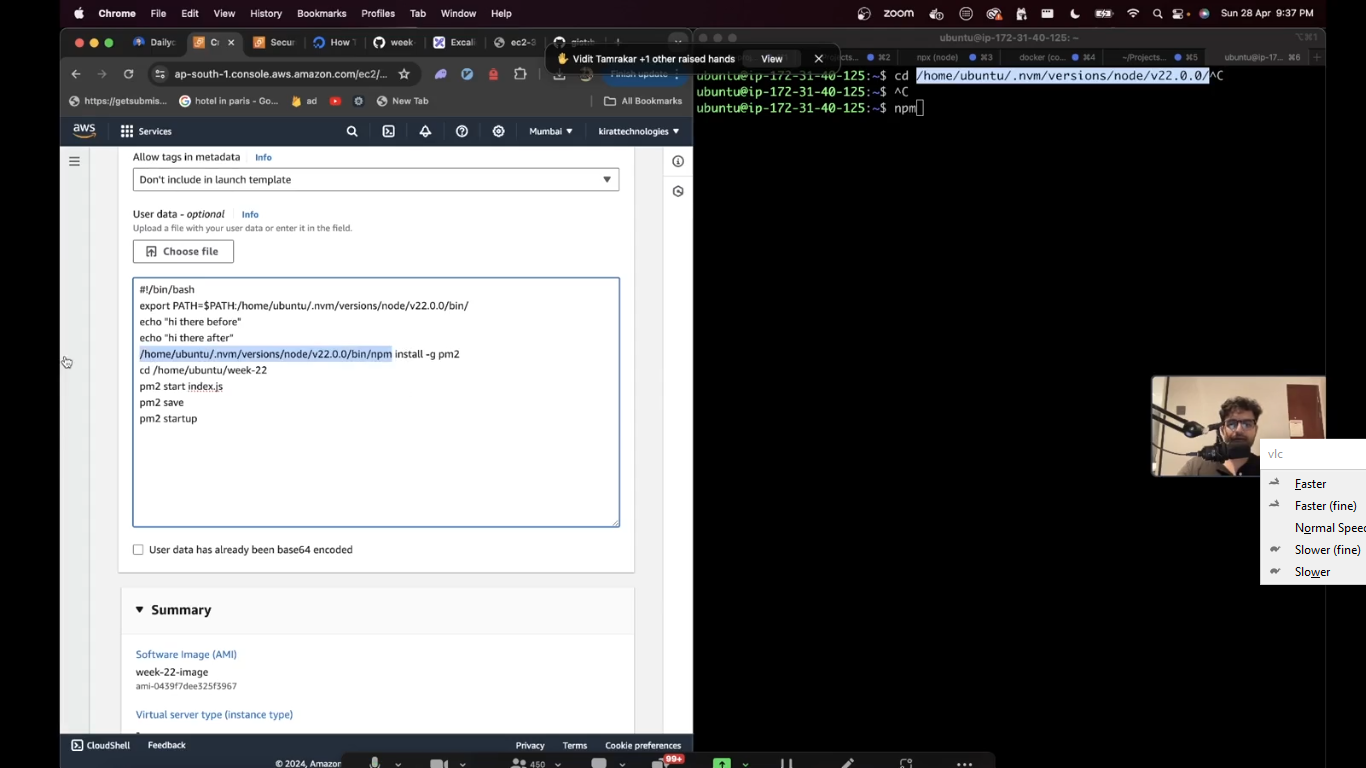 Chrome File Edit View History Bookmarks Profiles Tab Window Help
zoom
Sun 28 Apr 9:37 PM
Dailyc
C
Secur
How T
week
Excali
ec2-3
ubuntu@ip-172-31-40-125: ~
⌥⌘1
Vidit Tamrakar +1 other raised hands View
⌘2 npx (node) ⌘3 docker (co... ⌘4 ~/Projects... ⌘5 ubuntu@ip-17... ⌘6
ap-south-1.console.aws.amazon.com/ec2/...
Finish update
https://getsubmis... hotel in paris - Go... ad New Tab All Bookmarks
ubuntu@ip-172-31-40-125:~$ cd /home/ubuntu/.nvm/versions/node/v22.0.0/^C
ubuntu@ip-172-31-40-125:~$ ^C
ubuntu@ip-172-31-40-125:~$ npm
aws Services Mumbai ▼ kirattechnologies ▼
Allow tags in metadata Info
Don't include in launch template
User data - optional Info
Upload a file with your user data or enter it in the field.
Choose file
#!/bin/bash
export PATH=$PATH:/home/ubuntu/.nvm/versions/node/v22.0.0/bin/
echo "hi there before"
echo "hi there after"
/home/ubuntu/.nvm/versions/node/v22.0.0/bin/npm install -g pm2
cd /home/ubuntu/week-22
pm2 start index.js
pm2 save
pm2 startup
User data has already been base64 encoded
Summary
Software Image (AMI)
week-22-image
ami-0439f7dee325f3967
Virtual server type (instance type)
CloudShell Feedback Privacy Terms Cookie preferences
© 2024, Amazon
450
99+
vlc
Faster
Faster (fine)
Normal Speed
Slower (fine)
Slower